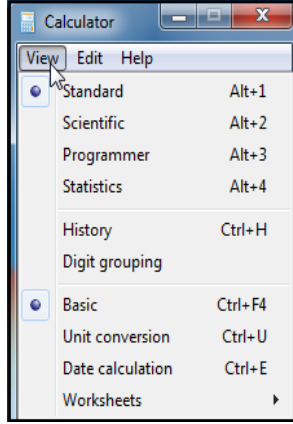 Calculator
View Edit Help
Standard Alt+1
Scientific Alt+2
Programmer Alt+3
Statistics Alt+4
History Ctrl+H
Digit grouping
Basic Ctrl+F4
Unit conversion Ctrl+U
Date calculation Ctrl+E
Worksheets